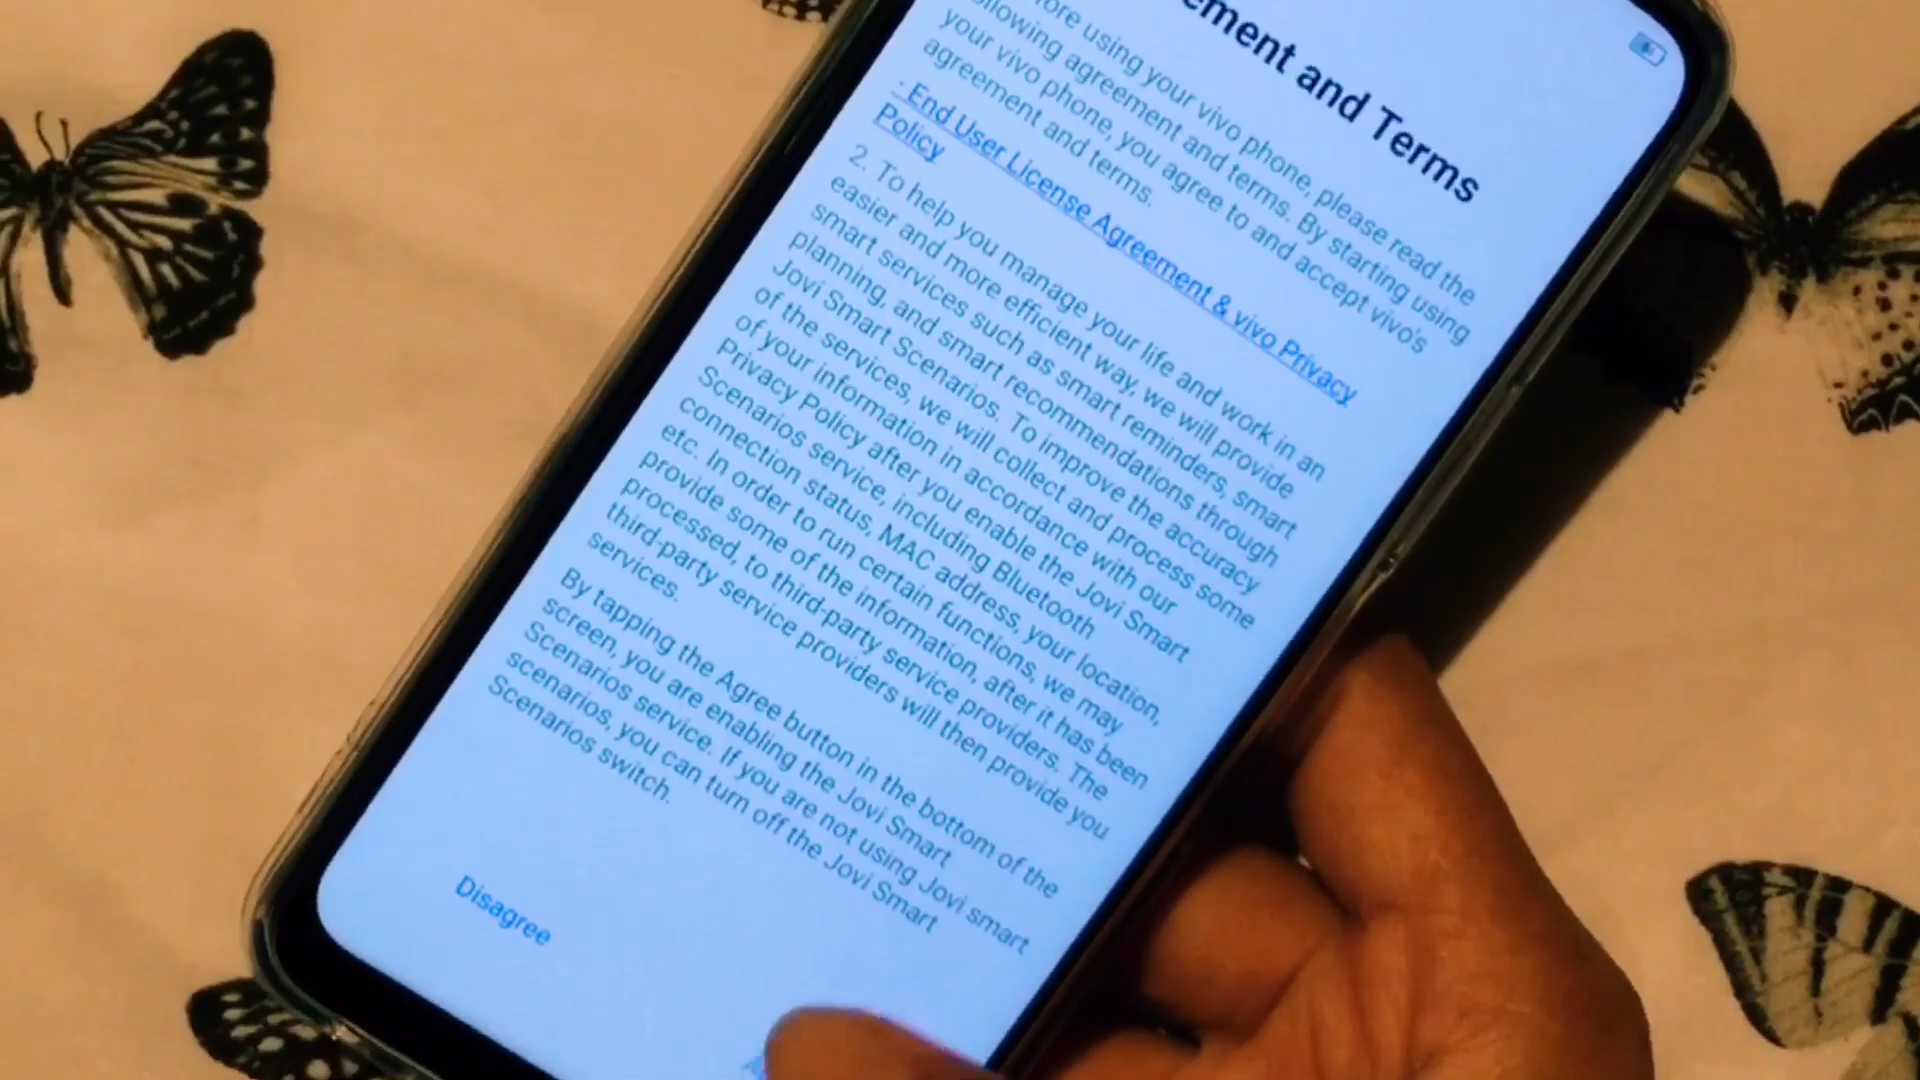 ement and Terms
ore using your vivo phone, please read the
ollowing agreement and terms. By starting using
your vivo phone, you agree to and accept vivo's
agreement and terms.
End User License Agreement & vivo Privacy
Policy
2. To help you manage your life and work in an
easier and more efficient way, we will provide
smart services such as smart reminders, smart
planning, and smart recommendations through
Jovi Smart Scenarios. To improve the accuracy
of the services, we will collect and process some
of your information in accordance with our
Privacy Policy after you enable the Jovi Smart
Scenarios service, including Bluetooth
connection status, MAC address, your location,
etc. In order to run certain functions, we may
provide some of the information, after it has been
processed, to third-party service providers. The
third-party service providers will then provide you
services.
By tapping the Agree button in the bottom of the
screen, you are enabling the Jovi Smart
Scenarios service. If you are not using Jovi smart
scenarios, you can turn off the Jovi Smart
Scenarios switch.
Disagree